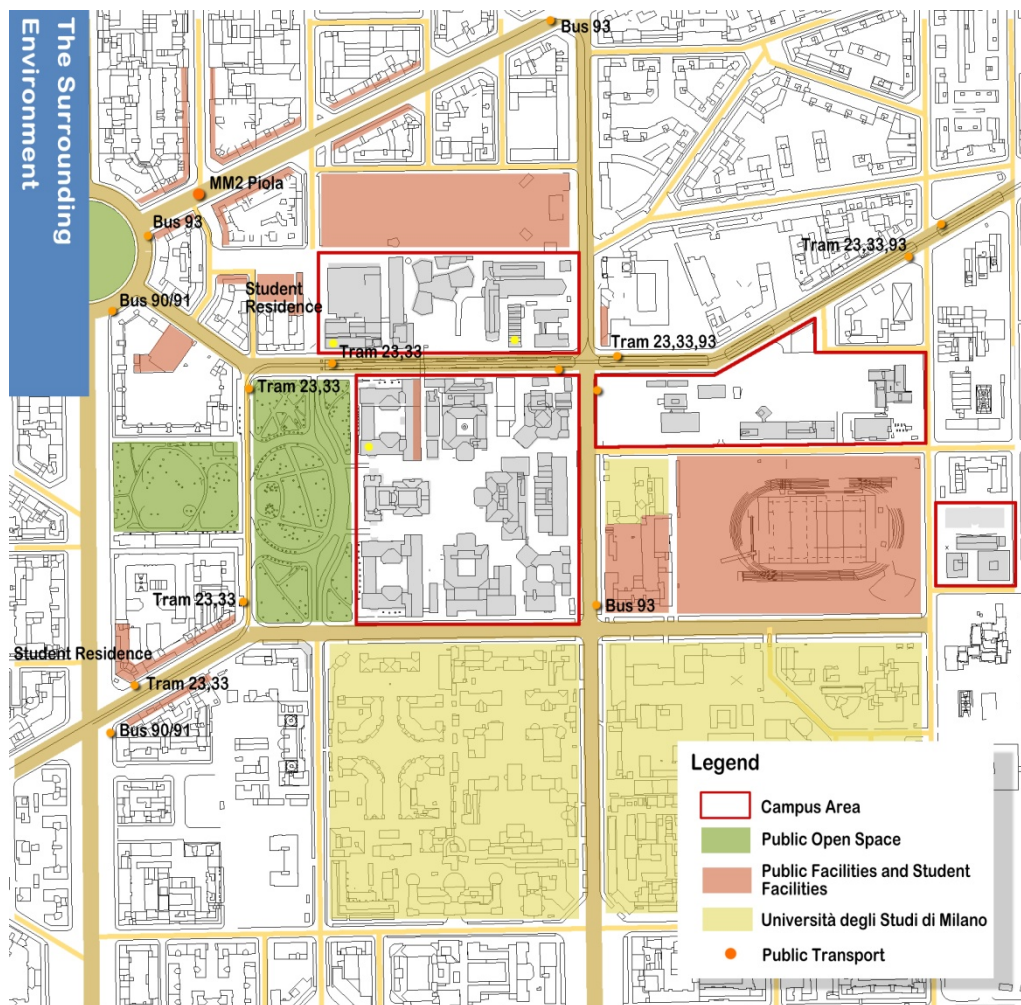 The Surrounding
Environment
Bus 93
MM2 Piola
Bus 93
Tram 23,33,93
Student
Residence
Bus 90/91
Tram 23,33
Tram 23,33,93
Tram 23,33
Tram 23,33
Bus 93
Student Residence
Tram 23,33
Bus 90/91
Legend
Campus Area
Public Open Space
Public Facilities and Student
Facilities
Università degli Studi di Milano
Public Transport